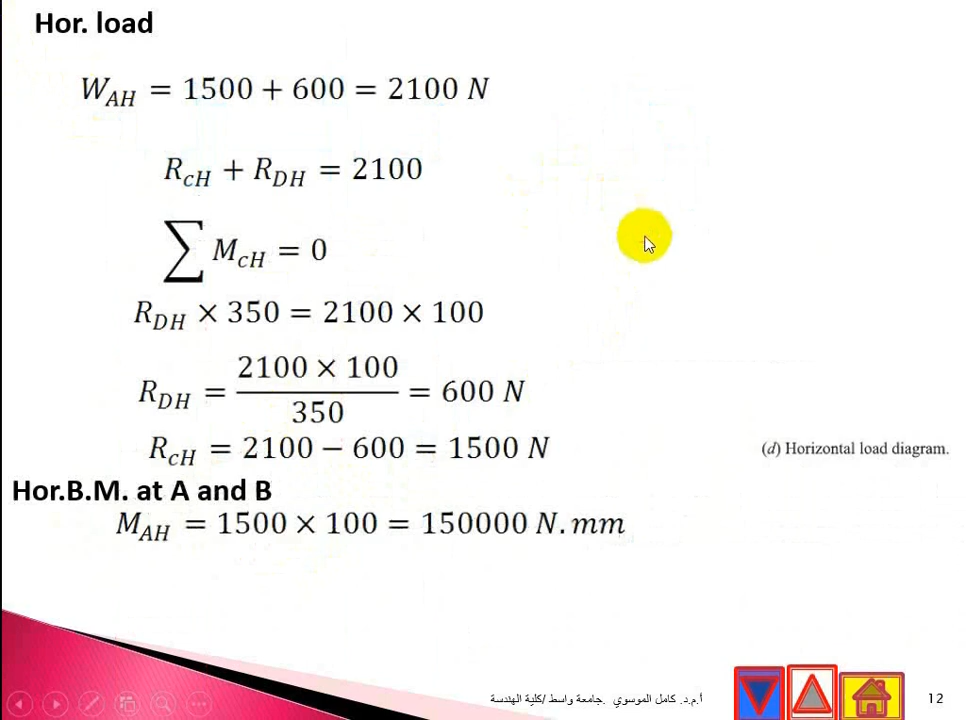 Hor. load
W_AH = 1500 + 600 = 2100 N
R_cH + R_DH = 2100
∑ M_cH = 0
R_DH × 350 = 2100 × 100
R_DH = (2100 × 100) / 350 = 600 N
R_cH = 2100 − 600 = 1500 N
(d) Horizontal load diagram.
Hor.B.M. at A and B
M_AH = 1500 × 100 = 150000 N.mm
أ.م.د. كامل الموسوي .جامعة واسط /كلية الهندسة
12